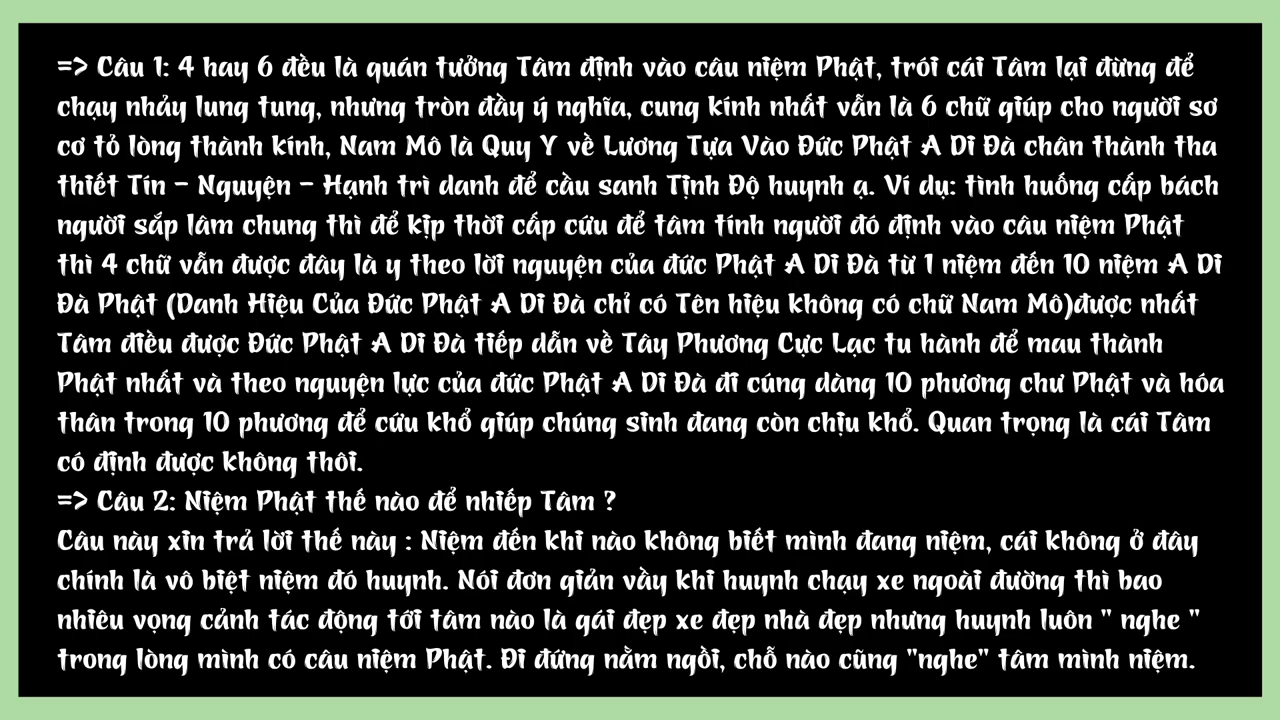 => Câu 1: 4 hay 6 đều là quán tưởng Tâm định vào câu niệm Phật, trói cái Tâm lại đừng để
chạy nhảy lung tung, nhưng tròn đầy ý nghĩa, cung kính nhất vẫn là 6 chữ giúp cho người sơ
cơ tỏ lòng thành kính, Nam Mô là Quy Y về Lương Tựa Vào Đức Phật A Di Đà chân thành tha
thiết Tín - Nguyện - Hạnh trì danh để cầu sanh Tịnh Độ huynh ạ. Ví dụ: tình huống cấp bách
người sắp lâm chung thì để kịp thời cấp cứu để tâm tính người đó định vào câu niệm Phật
thì 4 chữ vẫn được đây là y theo lời nguyện của đức Phật A Di Đà từ 1 niệm đến 10 niệm A Di
Đà Phật (Danh Hiệu Của Đức Phật A Di Đà chỉ có Tên hiệu không có chữ Nam Mô)được nhất
Tâm điều được Đức Phật A Di Đà tiếp dẫn về Tây Phương Cực Lạc tu hành để mau thành
Phật nhất và theo nguyện lực của đức Phật A Di Đà đi cúng dàng 10 phương chư Phật và hóa
thân trong 10 phương để cứu khổ giúp chúng sinh đang còn chịu khổ. Quan trọng là cái Tâm
có định được không thôi.
=> Câu 2: Niệm Phật thế nào để nhiếp Tâm ?
Câu này xin trả lời thế này : Niệm đến khi nào không biết mình đang niệm, cái không ở đây
chính là vô biệt niệm đó huynh. Nói đơn giản vầy khi huynh chạy xe ngoài đường thì bao
nhiêu vọng cảnh tác động tới tâm nào là gái đẹp xe đẹp nhà đẹp nhưng huynh luôn " nghe "
trong lòng mình có câu niệm Phật. Đi đứng nằm ngồi, chỗ nào cũng "nghe" tâm mình niệm.